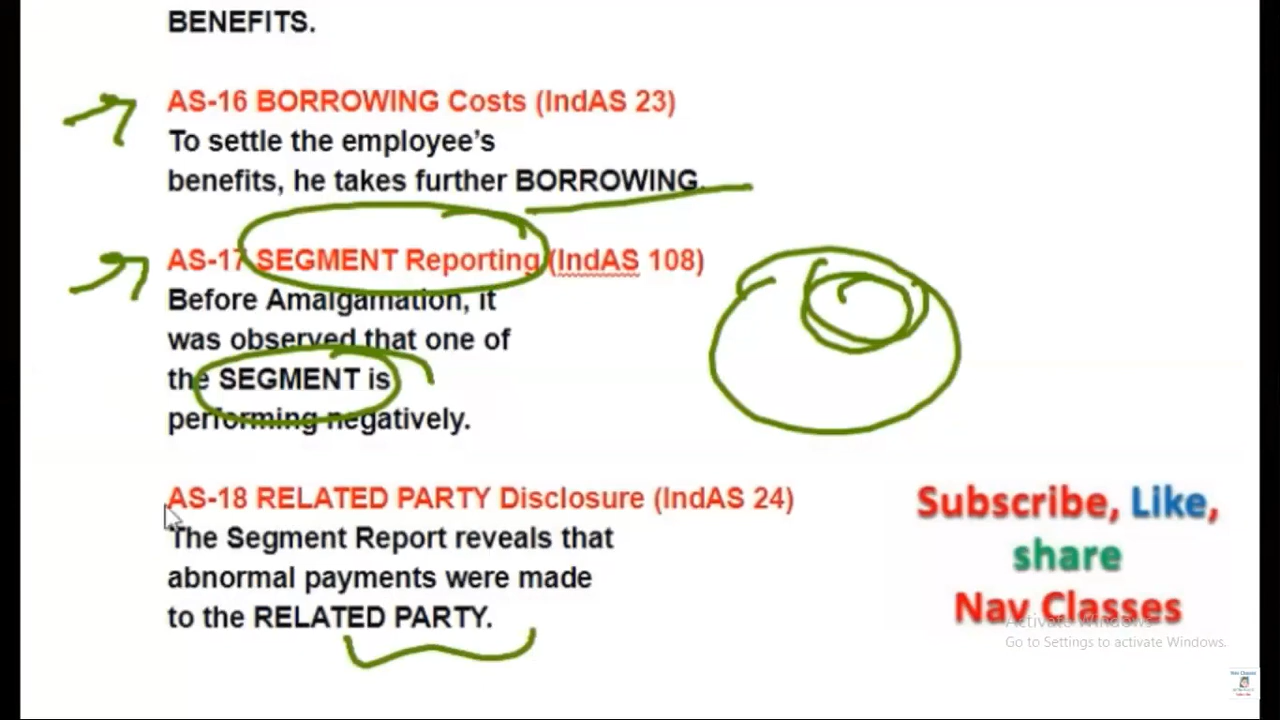 BENEFITS.
AS-16 BORROWING Costs (IndAS 23)
To settle the employee’s
benefits, he takes further BORROWING.
AS-17 SEGMENT Reporting (IndAS 108)
Before Amalgamation, it
was observed that one of
the SEGMENT is
performing negatively.
AS-18 RELATED PARTY Disclosure (IndAS 24)
The Segment Report reveals that
abnormal payments were made
to the RELATED PARTY.
Subscribe, Like,
share
Nav Classes
Activate Windows
Go to Settings to activate Windows.
Nav Classes